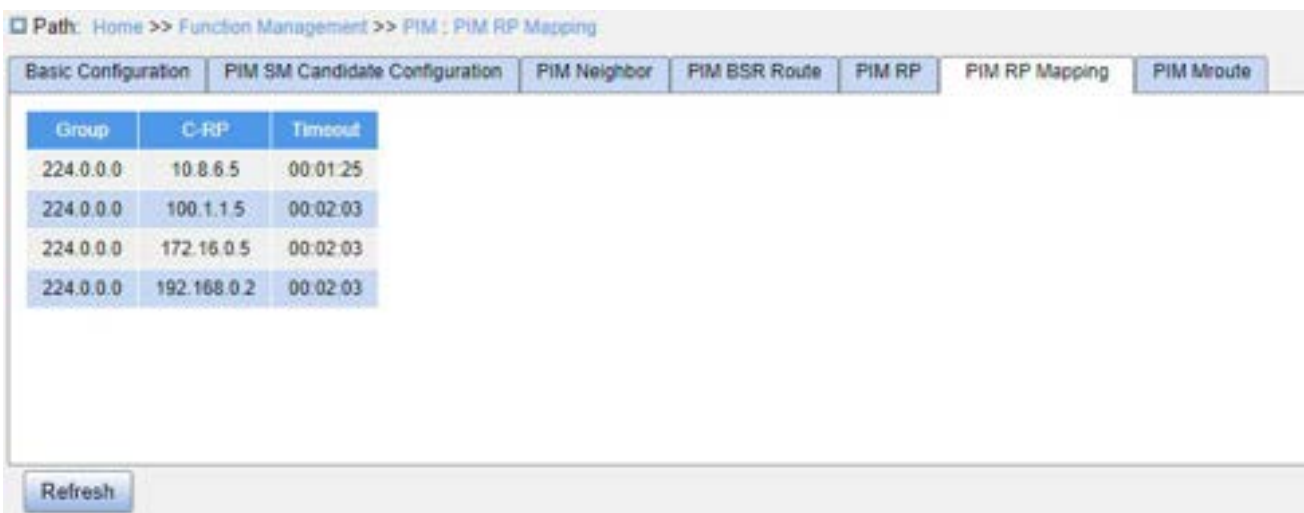 Path: Home >> Function Management >> PIM : PIM RP Mapping
Basic Configuration PIM SM Candidate Configuration PIM Neighbor PIM BSR Route PIM RP PIM RP Mapping PIM Mroute
Group C-RP Timeout
224.0.0.0 10.8.6.5 00:01:25
224.0.0.0 100.1.1.5 00:02:03
224.0.0.0 172.16.0.5 00:02:03
224.0.0.0 192.168.0.2 00:02:03
Refresh